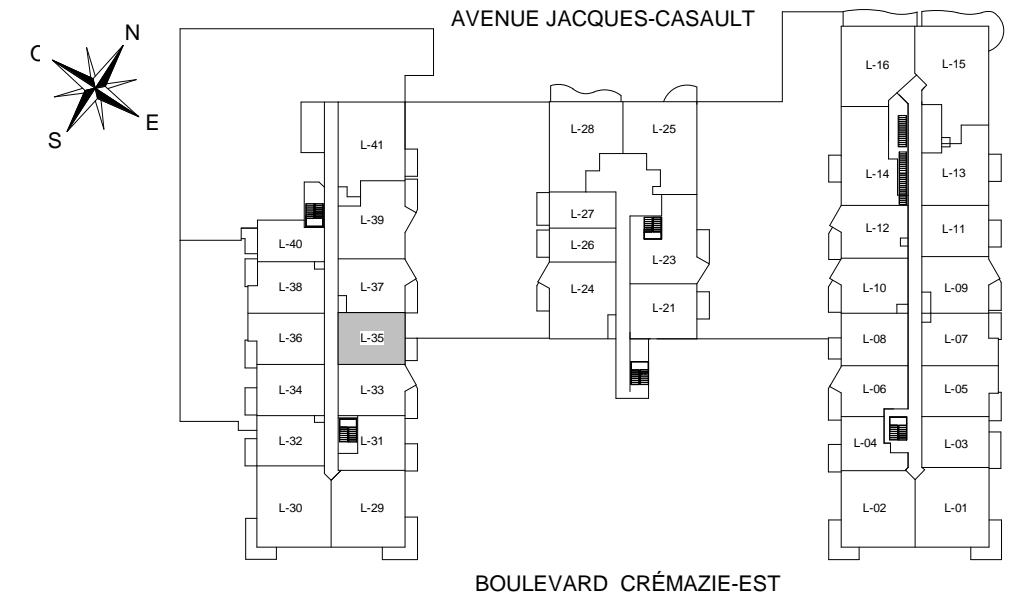 AVENUE JACQUES-CASAULT
N
O
E
S
L-16
L-15
L-28
L-25
L-41
L-14
L-13
L-27
L-39
L-12
L-11
L-40
L-26
L-23
L-38
L-37
L-24
L-10
L-09
L-21
L-36
L-35
L-08
L-07
L-34
L-33
L-06
L-05
L-32
L-31
L-04
L-03
L-30
L-29
L-02
L-01
BOULEVARD CRÉMAZIE-EST